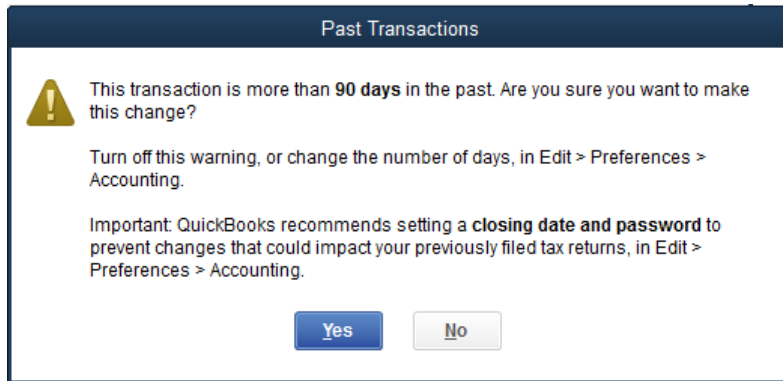 Past Transactions
This transaction is more than 90 days in the past. Are you sure you want to make
this change?
Turn off this warning, or change the number of days, in Edit > Preferences >
Accounting.
Important: QuickBooks recommends setting a closing date and password to
prevent changes that could impact your previously filed tax returns, in Edit >
Preferences > Accounting.
Yes
No